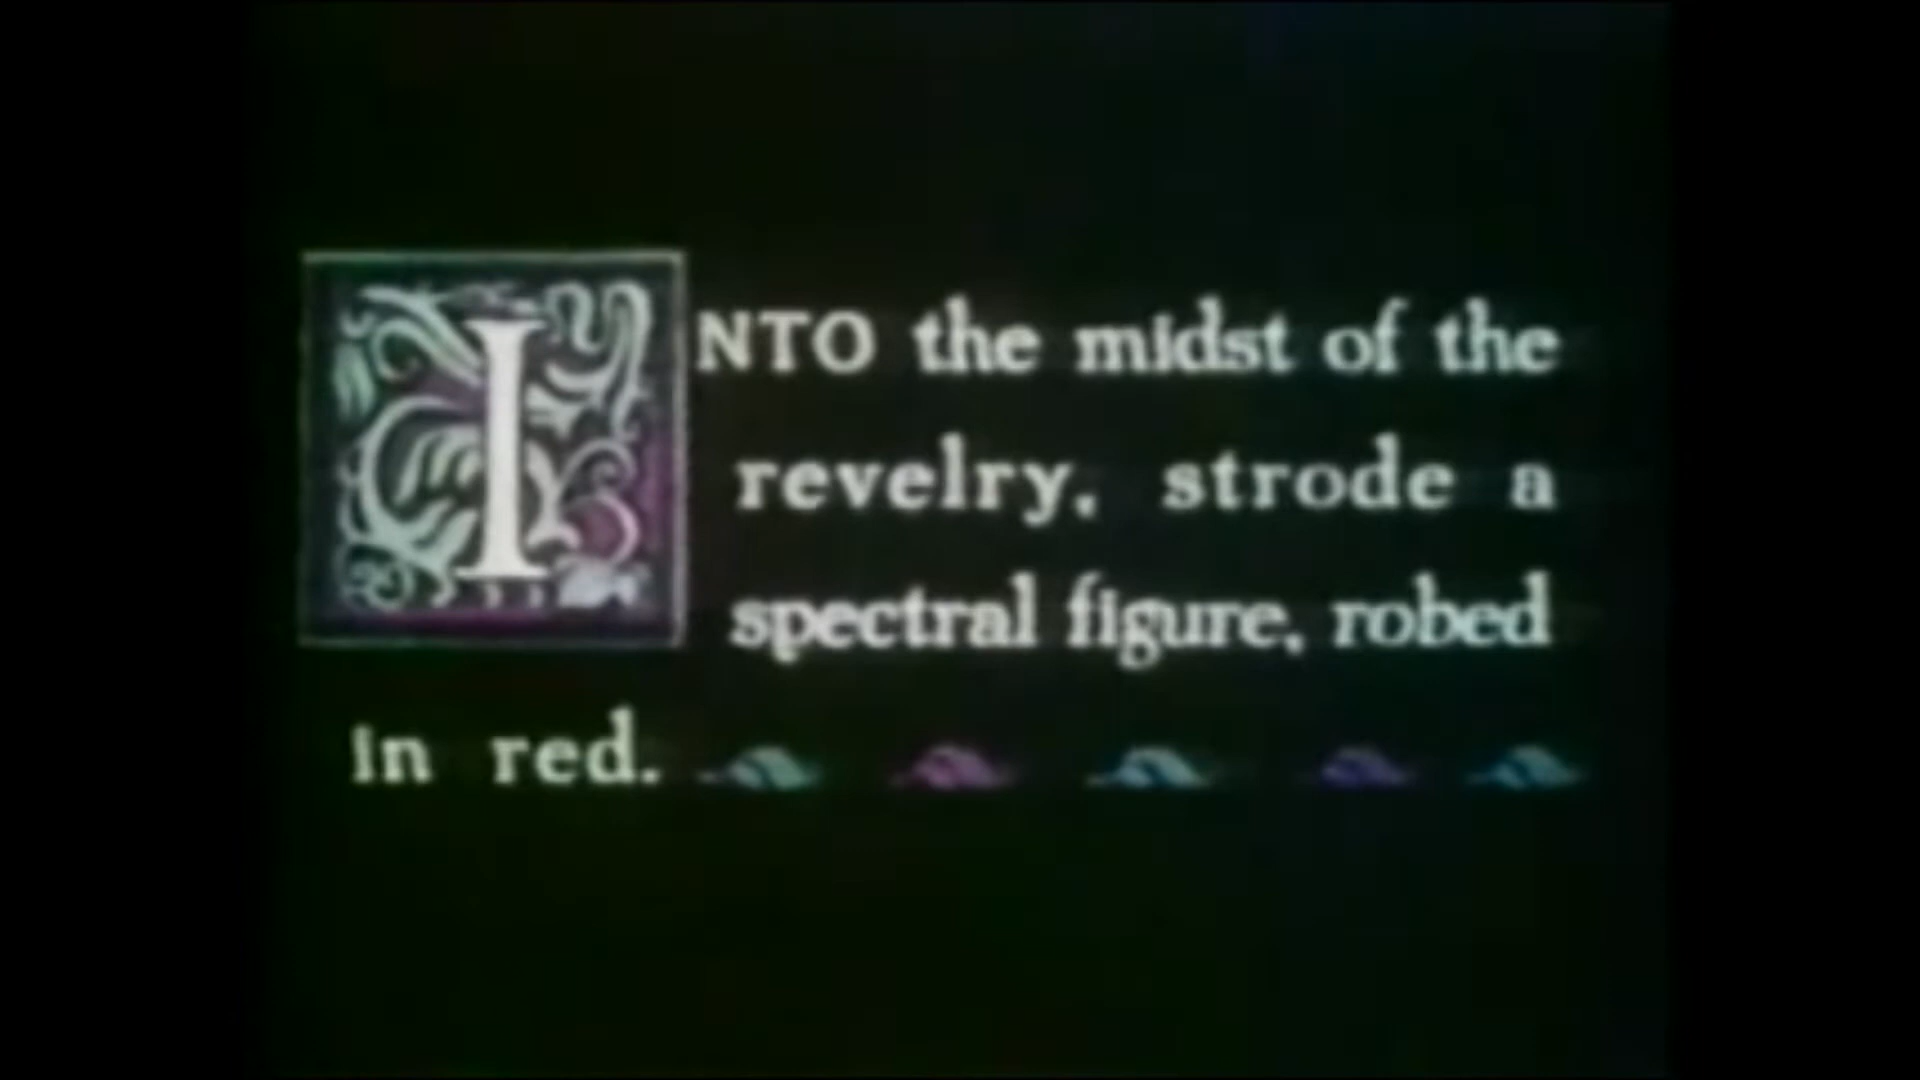 INTO the midst of the
revelry, strode a
spectral figure, robed
in red.